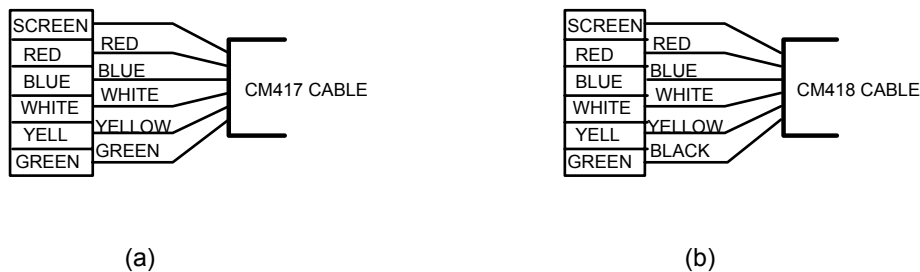 SCREEN
RED RED
BLUE BLUE
WHITE WHITE
YELL YELLOW
GREEN GREEN
CM417 CABLE
(a)
SCREEN
RED RED
BLUE BLUE
WHITE WHITE
YELL YELLOW
GREEN BLACK
CM418 CABLE
(b)